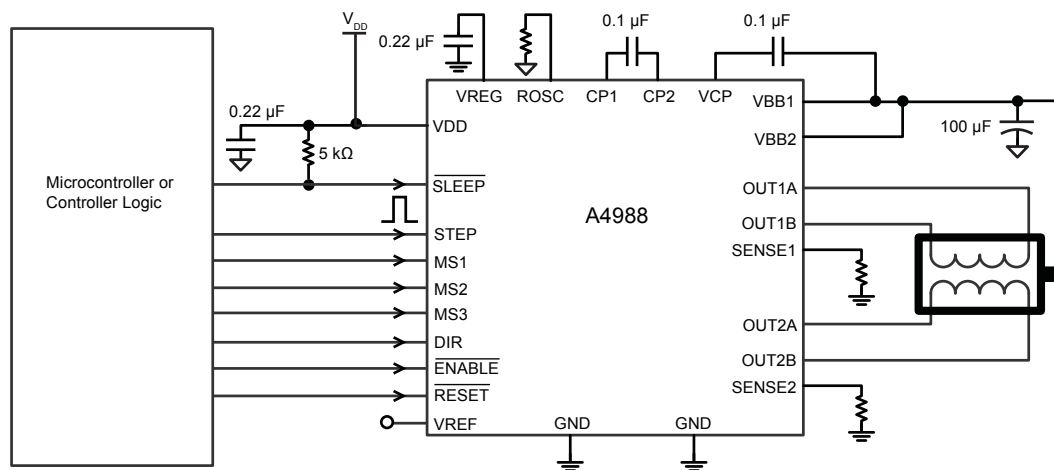 V_DD
0.22 µF
0.1 µF
0.1 µF
0.22 µF
5 kΩ
100 µF
VREG
ROSC
CP1
CP2
VCP
VBB1
VBB2
VDD
SLEEP
STEP
MS1
MS2
MS3
DIR
ENABLE
RESET
VREF
GND
GND
OUT1A
OUT1B
SENSE1
OUT2A
OUT2B
SENSE2
A4988
Microcontroller or
Controller Logic